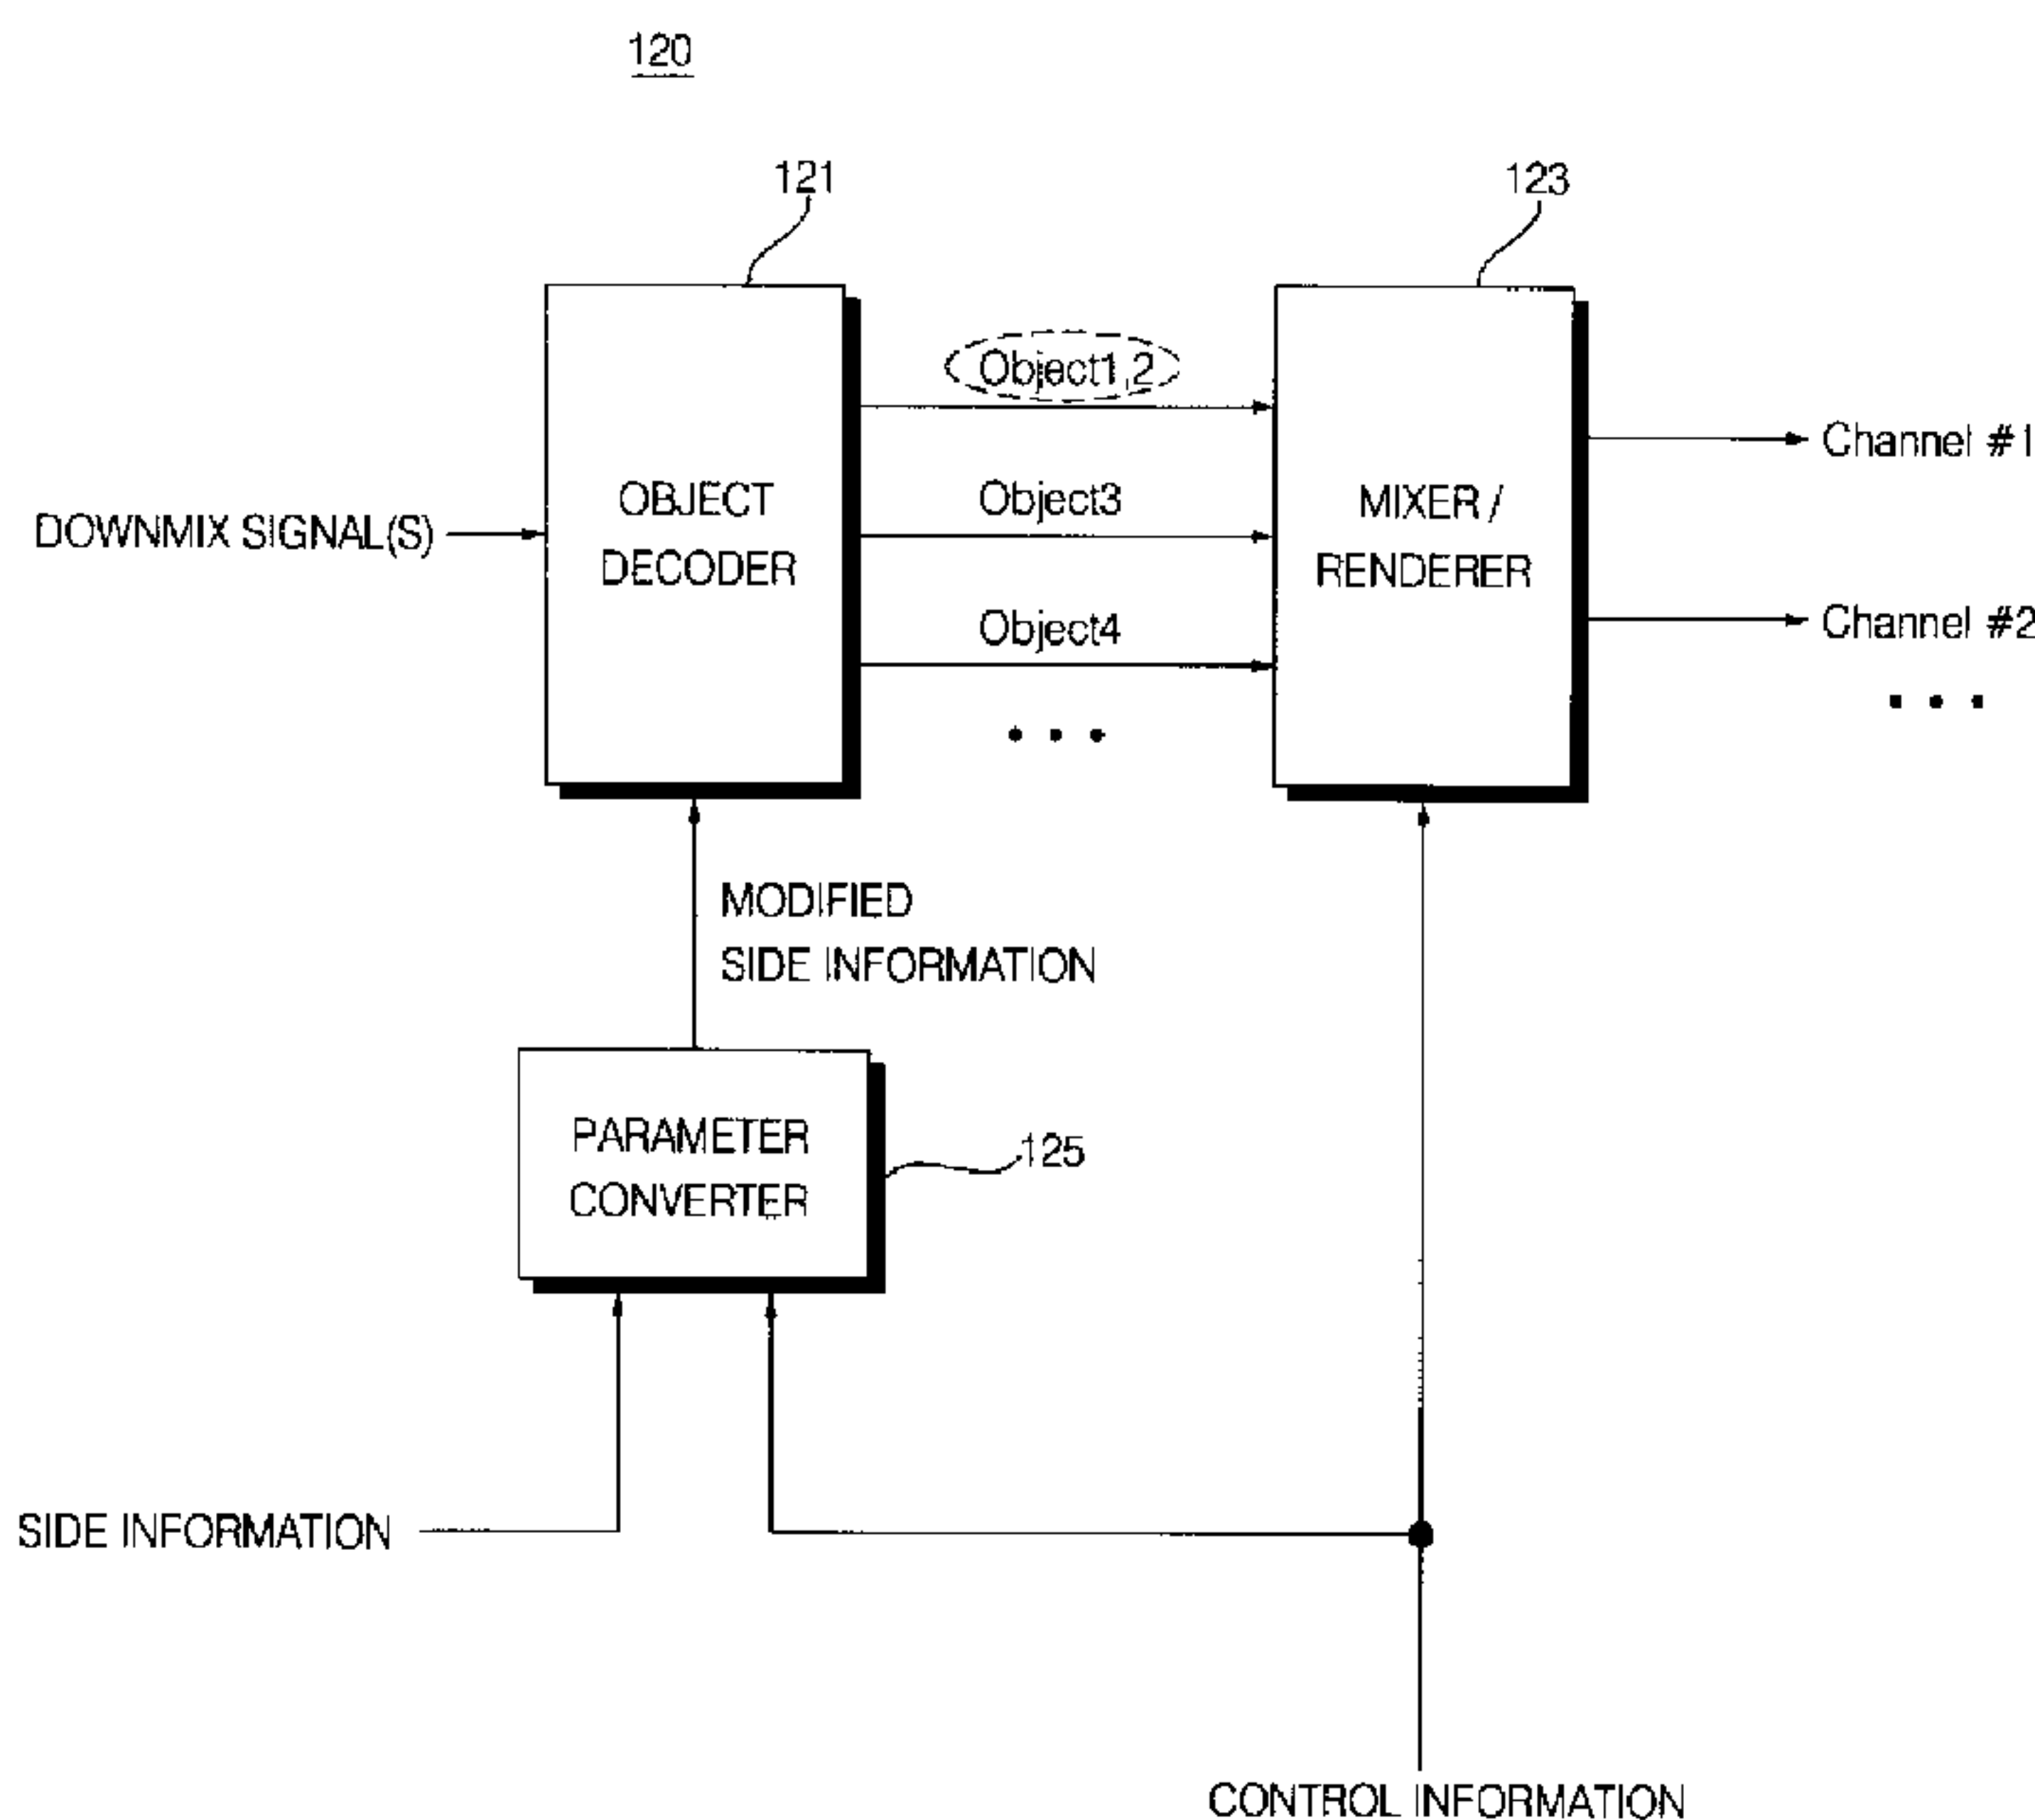 120
121
123
Object1,2
Channel #1
OBJECT
DECODER
Object3
MIXER /
RENDERER
DOWNMIX SIGNAL(S)
Object4
Channel #2
• • •
• • •
MODIFIED
SIDE INFORMATION
PARAMETER
CONVERTER
125
SIDE INFORMATION
CONTROL INFORMATION